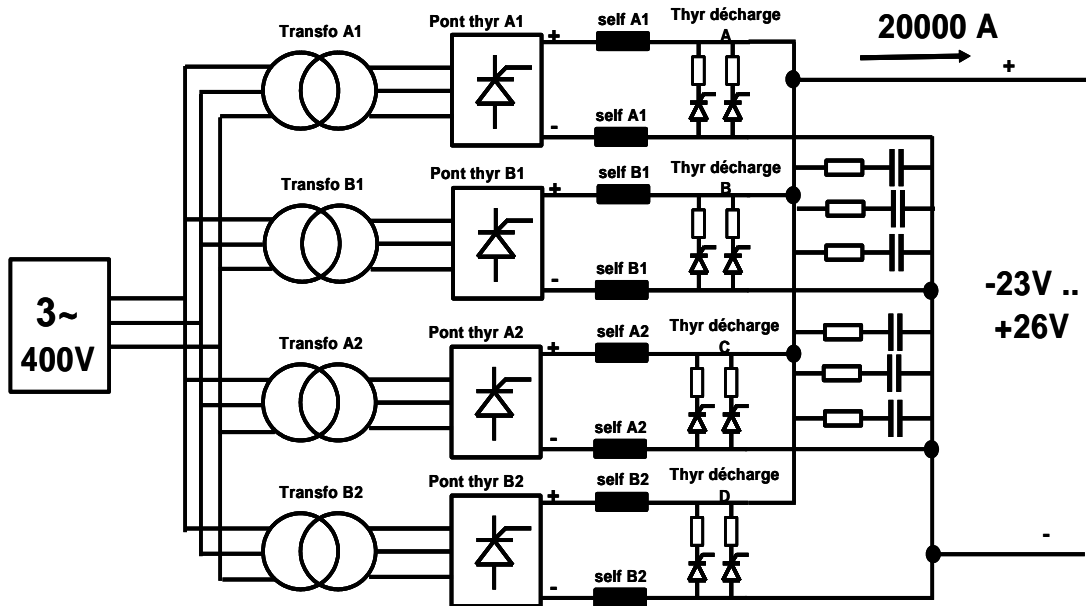 Transfo A1
Pont thyr A1
+
self A1
Thyr décharge
A
20000 A
+
self A1
-
Transfo B1
Pont thyr B1
+
self B1
Thyr décharge
B
self B1
-
3~
400V
-23V ..
+26V
Transfo A2
Pont thyr A2
+
self A2
Thyr décharge
C
self A2
-
Transfo B2
Pont thyr B2
+
self B2
Thyr décharge
D
-
self B2
-